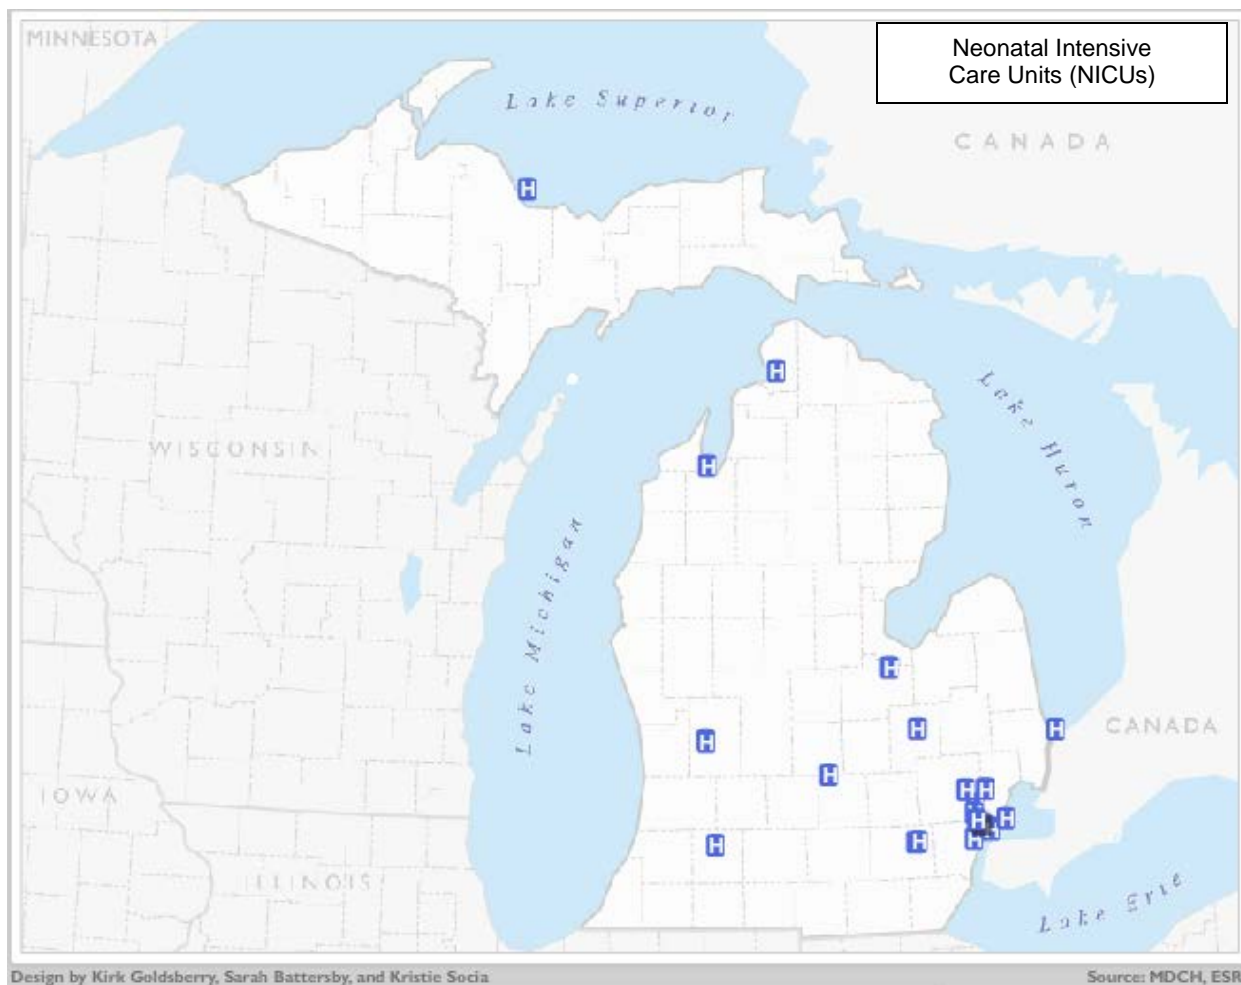 MINNESOTA
Neonatal Intensive
Care Units (NICUs)
Lake Superior
CANADA
H
H
Lake Huron
WISCONSIN
H
Lake Michigan
H
H
H
H
CANADA
H
IOWA
H
H
H
H
H
H
H
H
H
ILLINOIS
Lake Erie
Design by Kirk Goldsberry, Sarah Battersby, and Kristie Socia
Source: MDCH, ESR